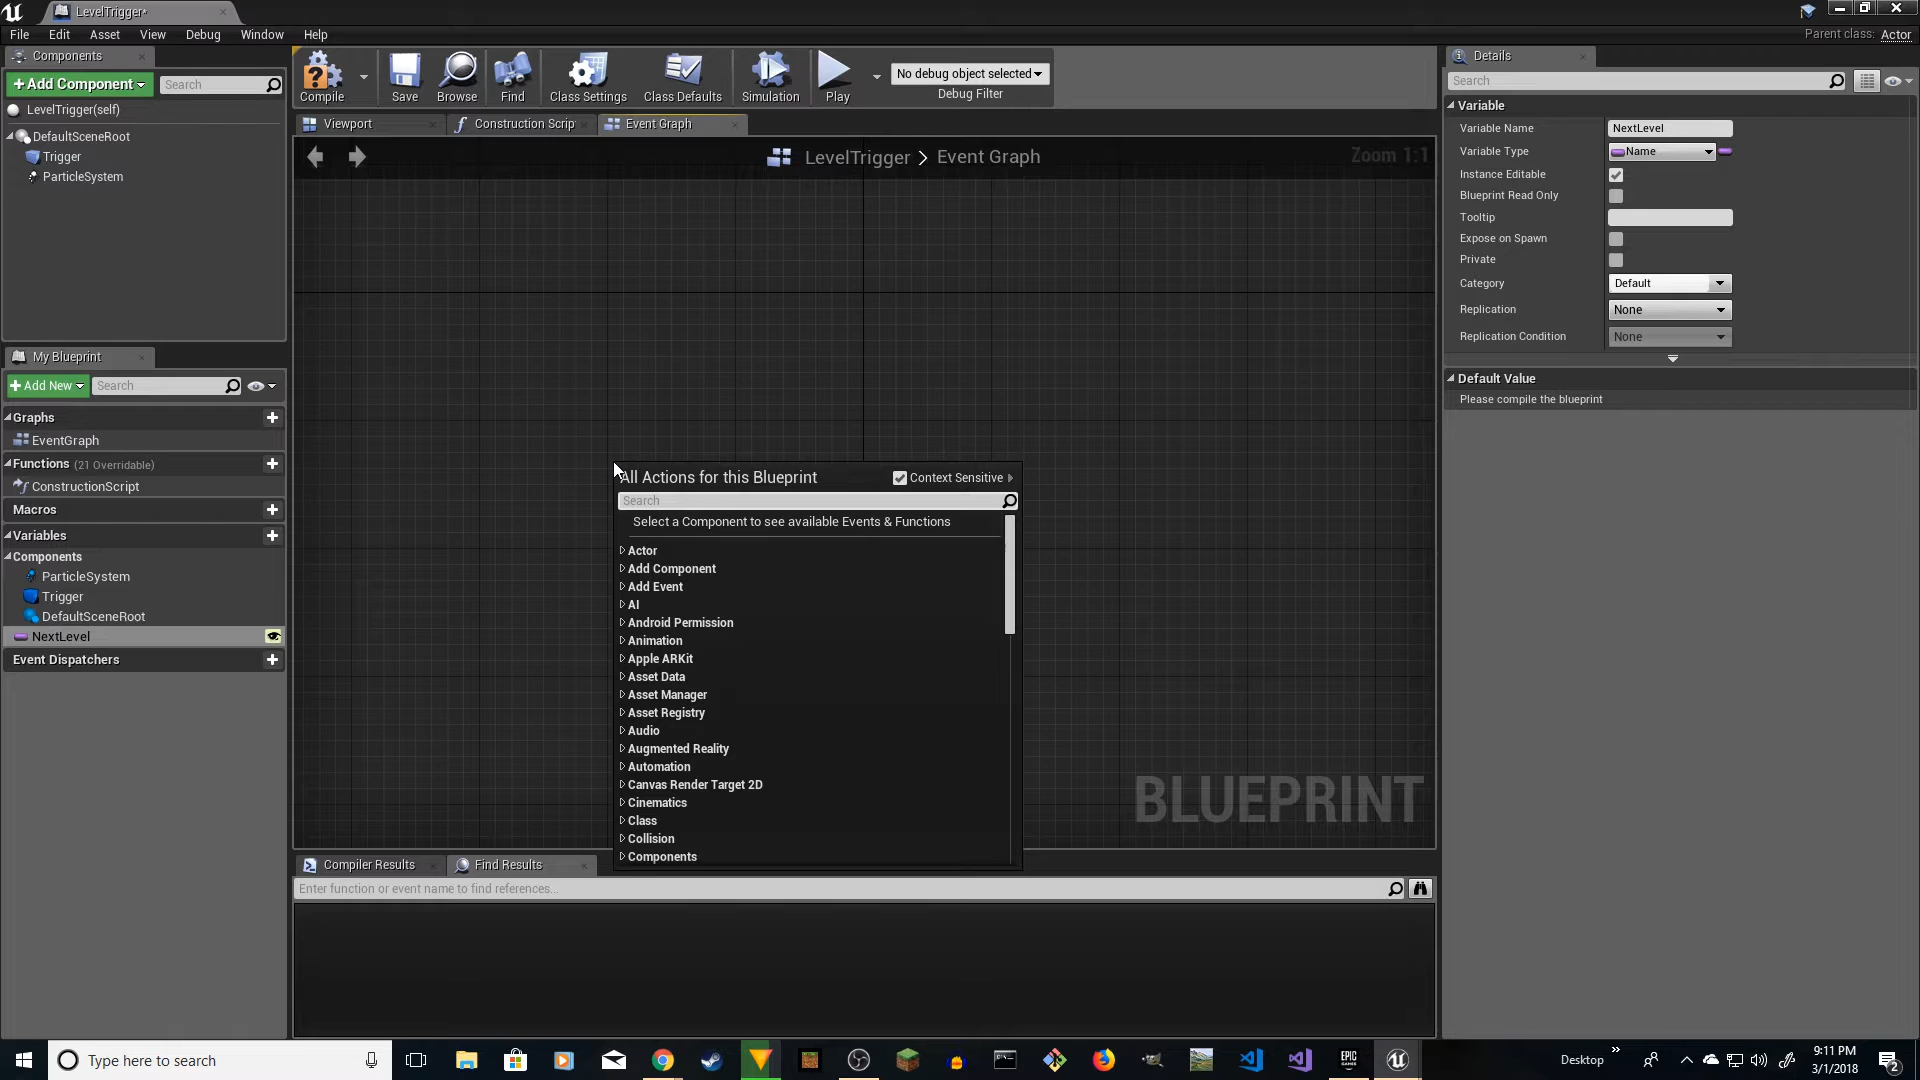 LevelTrigger*
File Edit Asset View Debug Window Help
Parent class: Actor
Components
+ Add Component
Search
LevelTrigger(self)
DefaultSceneRoot
Trigger
ParticleSystem
My Blueprint
+ Add New
Search
Graphs
EventGraph
Functions (21 Overridable)
ConstructionScript
Macros
Variables
Components
ParticleSystem
Trigger
DefaultSceneRoot
NextLevel
Event Dispatchers
Compile
Save
Browse
Find
Class Settings
Class Defaults
Simulation
Play
No debug object selected
Debug Filter
Viewport
Construction Scrip
Event Graph
LevelTrigger > Event Graph
Zoom 1:1
All Actions for this Blueprint
Context Sensitive
Search
Select a Component to see available Events & Functions
Actor
Add Component
Add Event
AI
Android Permission
Animation
Apple ARKit
Asset Data
Asset Manager
Asset Registry
Audio
Augmented Reality
Automation
Canvas Render Target 2D
Cinematics
Class
Collision
Components
BLUEPRINT
Compiler Results
Find Results
Enter function or event name to find references...
Details
Search
Variable
Variable Name NextLevel
Variable Type Name
Instance Editable
Blueprint Read Only
Tooltip
Expose on Spawn
Private
Category Default
Replication None
Replication Condition None
Default Value
Please compile the blueprint
Type here to search
EPIC
GAMES
Desktop
9:11 PM
3/1/2018
2